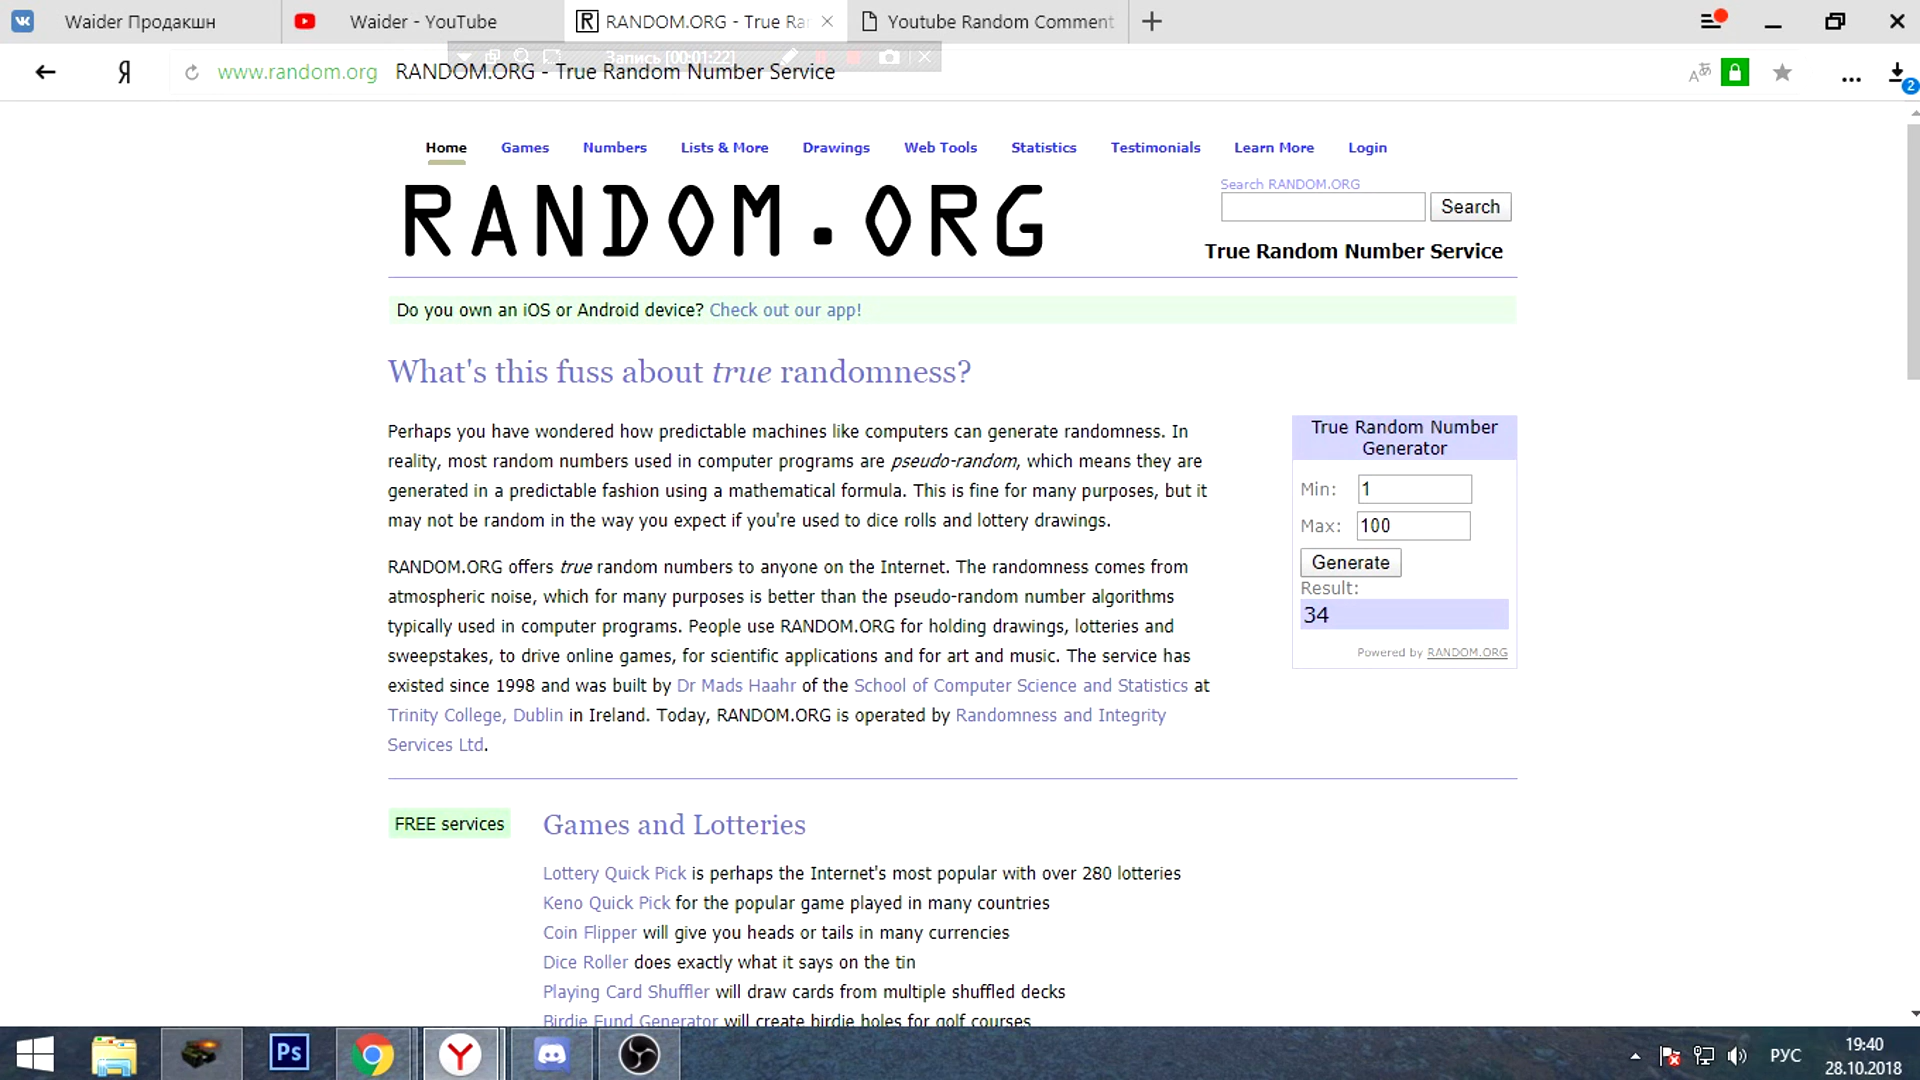 Waider Продакшн
Waider - YouTube
RANDOM.ORG - True Ra
Youtube Random Comment
Запись [00:01:22]
www.random.org RANDOM.ORG - True Random Number Service
2
Home Games Numbers Lists & More Drawings Web Tools Statistics Testimonials Learn More Login
RANDOM.ORG
Search RANDOM.ORG
Search
True Random Number Service
Do you own an iOS or Android device? Check out our app!
What's this fuss about true randomness?
Perhaps you have wondered how predictable machines like computers can generate randomness. In
reality, most random numbers used in computer programs are pseudo-random, which means they are
generated in a predictable fashion using a mathematical formula. This is fine for many purposes, but it
may not be random in the way you expect if you're used to dice rolls and lottery drawings.
RANDOM.ORG offers true random numbers to anyone on the Internet. The randomness comes from
atmospheric noise, which for many purposes is better than the pseudo-random number algorithms
typically used in computer programs. People use RANDOM.ORG for holding drawings, lotteries and
sweepstakes, to drive online games, for scientific applications and for art and music. The service has
existed since 1998 and was built by Dr Mads Haahr of the School of Computer Science and Statistics at
Trinity College, Dublin in Ireland. Today, RANDOM.ORG is operated by Randomness and Integrity
Services Ltd.
True Random Number
Generator
Min: 1
Max: 100
Generate
Result:
34
Powered by RANDOM.ORG
FREE services
Games and Lotteries
Lottery Quick Pick is perhaps the Internet's most popular with over 280 lotteries
Keno Quick Pick for the popular game played in many countries
Coin Flipper will give you heads or tails in many currencies
Dice Roller does exactly what it says on the tin
Playing Card Shuffler will draw cards from multiple shuffled decks
Birdie Fund Generator will create birdie holes for golf courses
Ps
РУС
19:40
28.10.2018